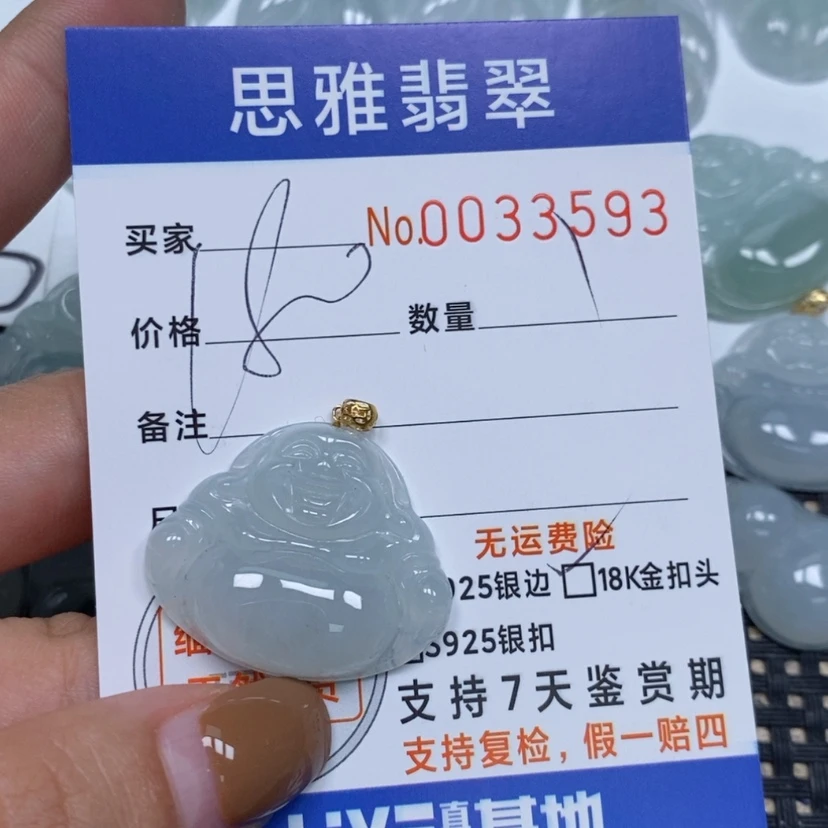 思雅翡翠
No.0033593
买家
价格 数量
备注
无运费险
925银边 18K金扣头
S925银扣
支持7天鉴赏期
支持复检，假一赔四
基地